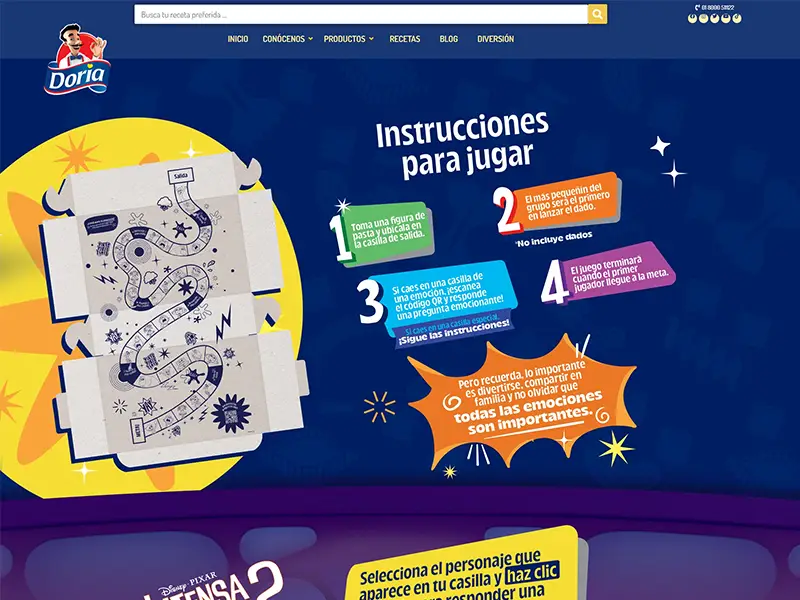 Busca tu receta preferida ...
01 8000 511122
INICIO
CONÓCENOS
PRODUCTOS
RECETAS
BLOG
DIVERSIÓN
Doria
Instrucciones
para jugar
Salida
1
Toma una figura de
pasta y ubícala en
la casilla de salida.
2
El más pequeñín del
grupo será el primero
en lanzar el dado.
*No incluye dados
3
Si caes en una casilla de
una emoción, ¡escanea
el código QR y responde
una pregunta emocionante!
Si caes en una casilla especial,
¡Sigue las instrucciones!
4
El juego terminará
cuando el primer
jugador llegue a la meta.
Pero recuerda, lo importante
es divertirse, compartir en
familia y no olvidar que
todas las emociones
son importantes.
Disney PIXAR
Selecciona el personaje que
aparece en tu casilla y haz clic
responder una